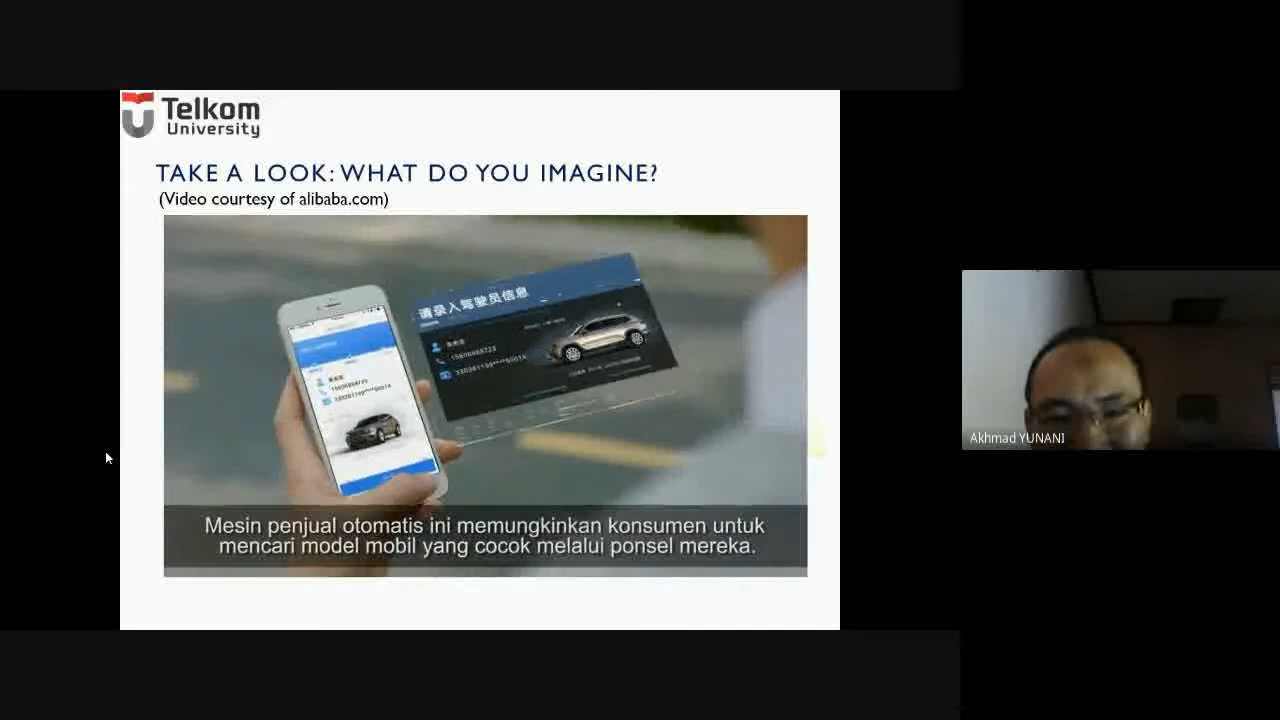 Telkom
University
TAKE A LOOK: WHAT DO YOU IMAGINE?
(Video courtesy of alibaba.com)
请录入驾驶员信息
Mesin penjual otomatis ini memungkinkan konsumen untuk
mencari model mobil yang cocok melalui ponsel mereka.
Akhmad YUNANI